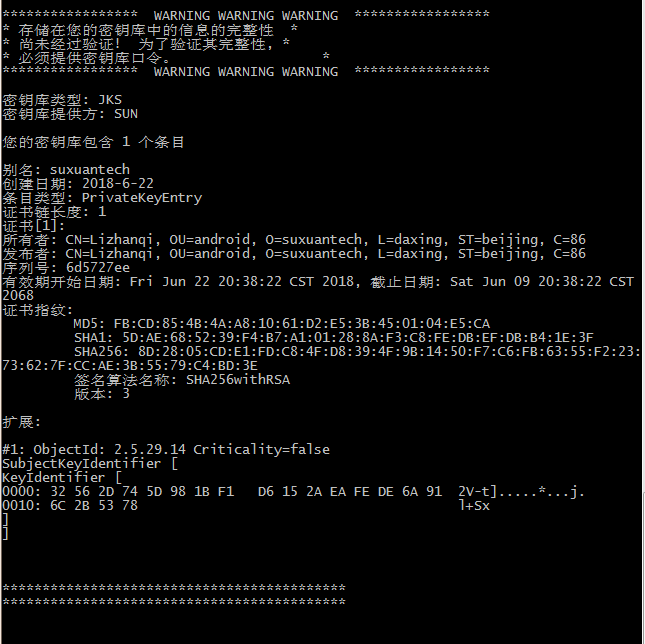 *****************  WARNING WARNING WARNING  *****************
* 存储在您的密钥库中的信息的完整性  *
* 尚未经过验证!  为了验证其完整性, *
* 必须提供密钥库口令。                  *
*****************  WARNING WARNING WARNING  *****************
密钥库类型: JKS
密钥库提供方: SUN
您的密钥库包含 1 个条目
别名: suxuantech
创建日期: 2018-6-22
条目类型: PrivateKeyEntry
证书链长度: 1
证书[1]:
所有者: CN=Lizhanqi, OU=android, O=suxuantech, L=daxing, ST=beijing, C=86
发布者: CN=Lizhanqi, OU=android, O=suxuantech, L=daxing, ST=beijing, C=86
序列号: 6d5727ee
有效期开始日期: Fri Jun 22 20:38:22 CST 2018, 截止日期: Sat Jun 09 20:38:22 CST
2068
证书指纹:
         MD5: FB:CD:85:4B:4A:A8:10:61:D2:E5:3B:45:01:04:E5:CA
         SHA1: 5D:AE:68:52:39:F4:B7:A1:01:28:8A:F3:C8:FE:DB:EF:DB:B4:1E:3F
         SHA256: 8D:28:05:CD:E1:FD:C8:4F:D8:39:4F:9B:14:50:F7:C6:FB:63:55:F2:23:
73:62:7F:CC:AE:3B:55:79:C4:BD:3E
         签名算法名称: SHA256withRSA
         版本: 3
扩展:
#1: ObjectId: 2.5.29.14 Criticality=false
SubjectKeyIdentifier [
KeyIdentifier [
0000: 32 56 2D 74 5D 98 1B F1   D6 15 2A EA FE DE 6A 91  2V-t].....*...j.
0010: 6C 2B 53 78                                        l+Sx
]
]
*******************************************
*******************************************